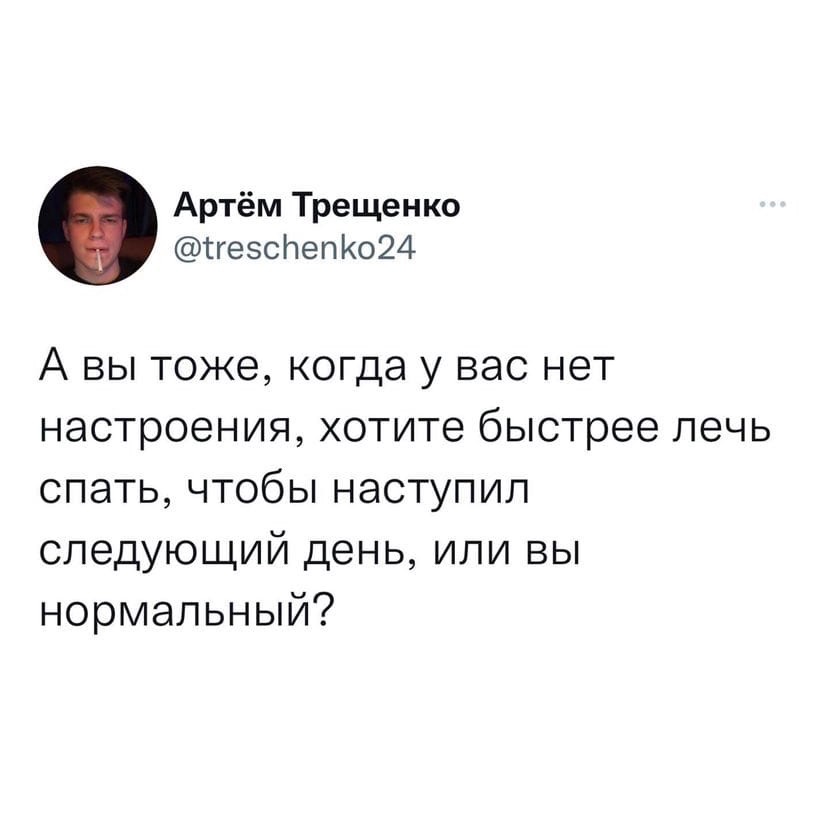 Артём Трещенко
@treschenko24
А вы тоже, когда у вас нет
настроения, хотите быстрее лечь
спать, чтобы наступил
следующий день, или вы
нормальный?